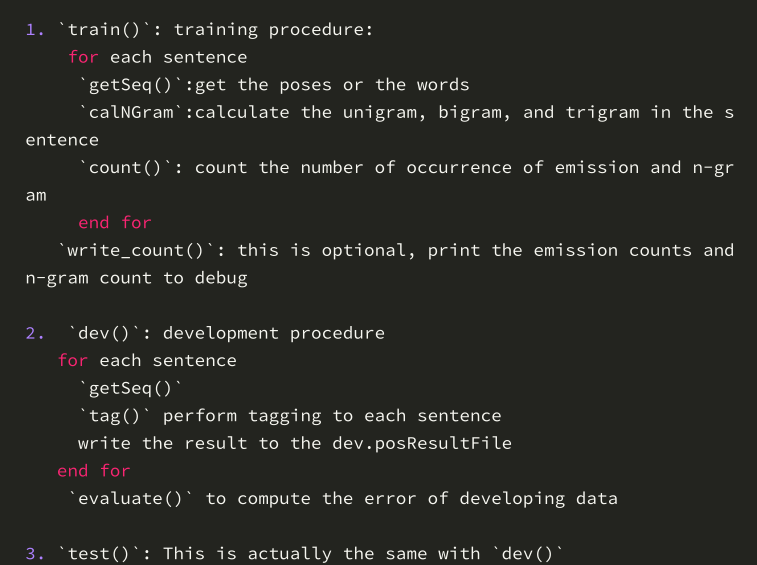 1. `train()`: training procedure:
for each sentence
`getSeq()`:get the poses or the words
`calNGram`:calculate the unigram, bigram, and trigram in the s
entence
`count()`: count the number of occurrence of emission and n-gr
am
end for
`write_count()`: this is optional, print the emission counts and
n-gram count to debug
2. `dev()`: development procedure
for each sentence
`getSeq()`
`tag()` perform tagging to each sentence
write the result to the dev.posResultFile
end for
`evaluate()` to compute the error of developing data
3. `test()`: This is actually the same with `dev()`